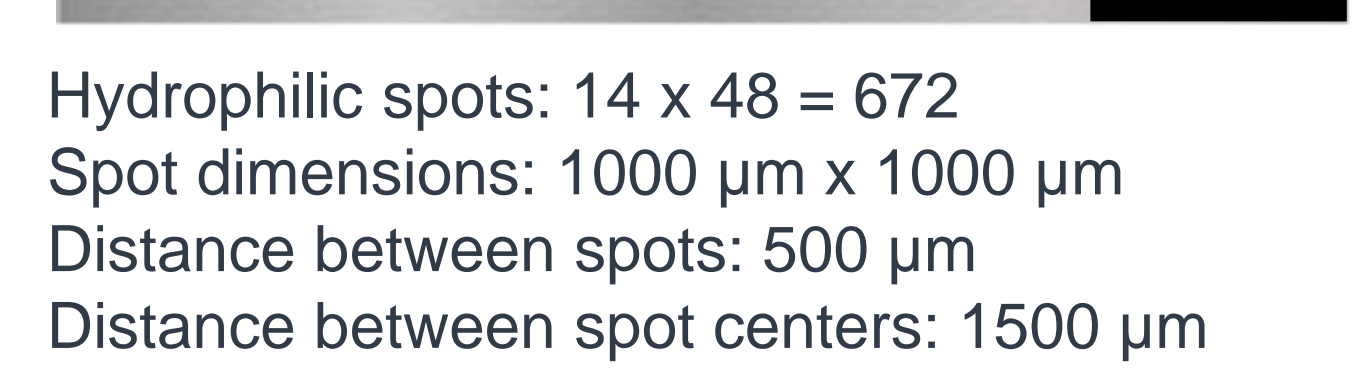 Hydrophilic spots: 14 x 48 = 672
Spot dimensions: 1000 µm x 1000 µm
Distance between spots: 500 µm
Distance between spot centers: 1500 µm